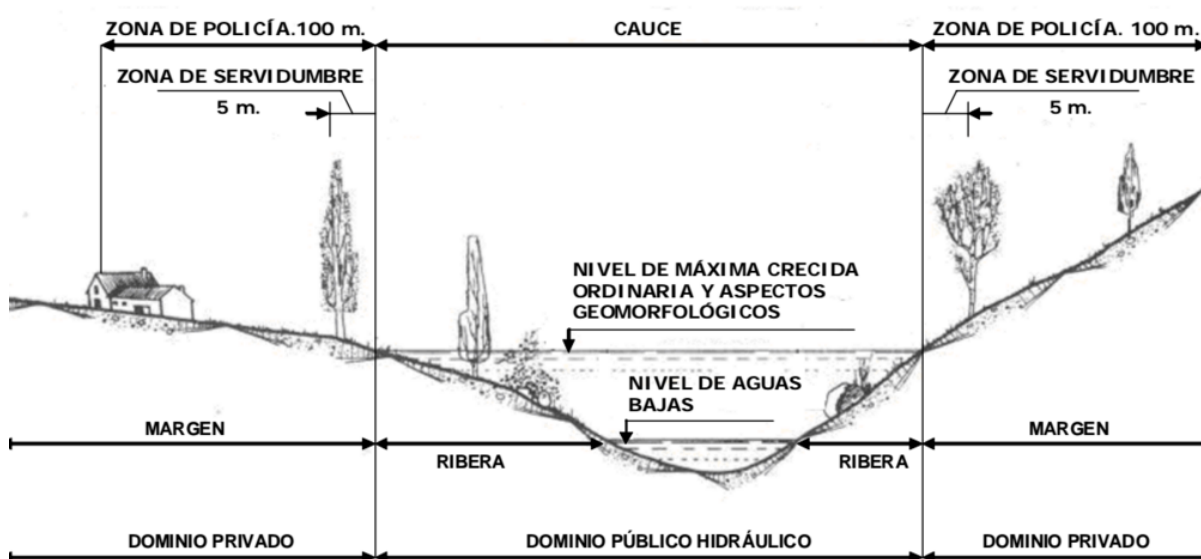 ZONA DE POLICÍA.100 m.
CAUCE
ZONA DE POLICÍA. 100 m.
ZONA DE SERVIDUMBRE
5 m.
ZONA DE SERVIDUMBRE
5 m.
NIVEL DE MÁXIMA CRECIDA
ORDINARIA Y ASPECTOS
GEOMORFOLÓGICOS
NIVEL DE AGUAS
BAJAS
MARGEN
RIBERA
RIBERA
MARGEN
DOMINIO PRIVADO
DOMINIO PÚBLICO HIDRÁULICO
DOMINIO PRIVADO